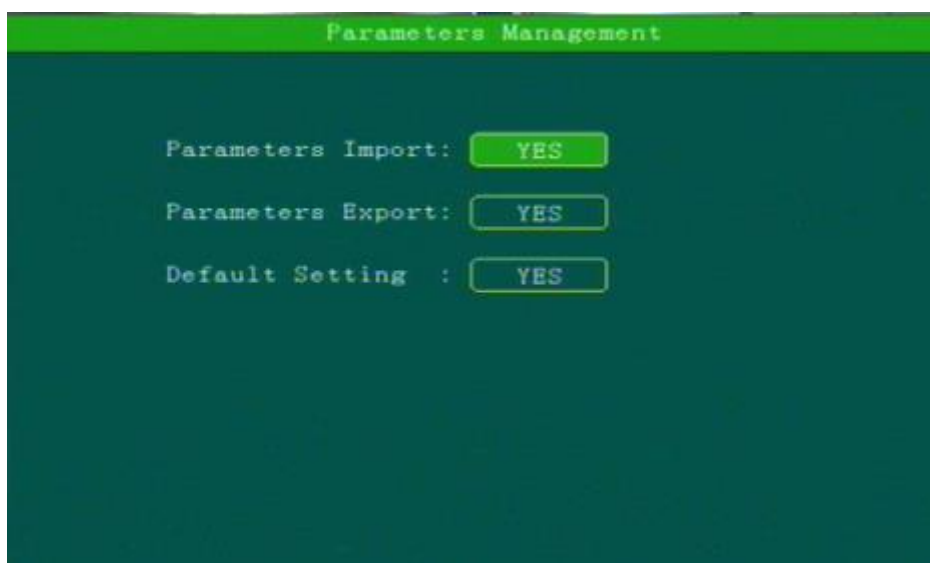 Parameters Management
Parameters Import: YES
Parameters Export: YES
Default Setting : YES